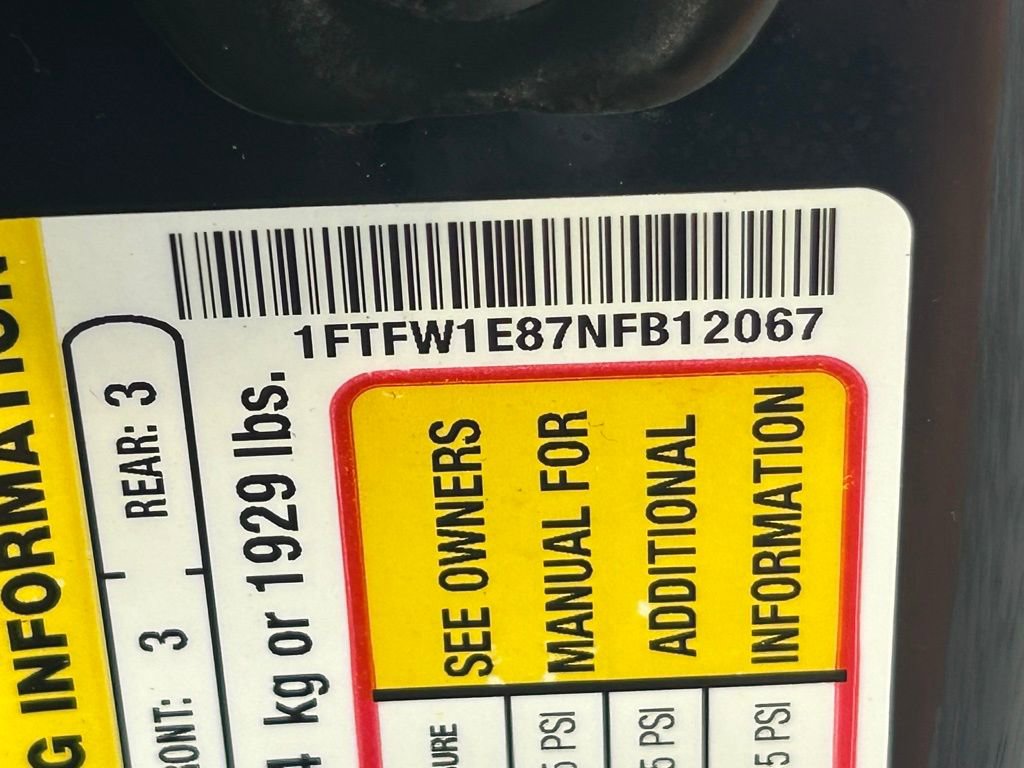 1FTFW1E87NFB12067
INFORMATION
FRONT: 3
REAR: 3
kg or 1929 lbs.
SEE OWNERS
MANUAL FOR
ADDITIONAL
INFORMATION
5 PSI
5 PSI
5 PSI